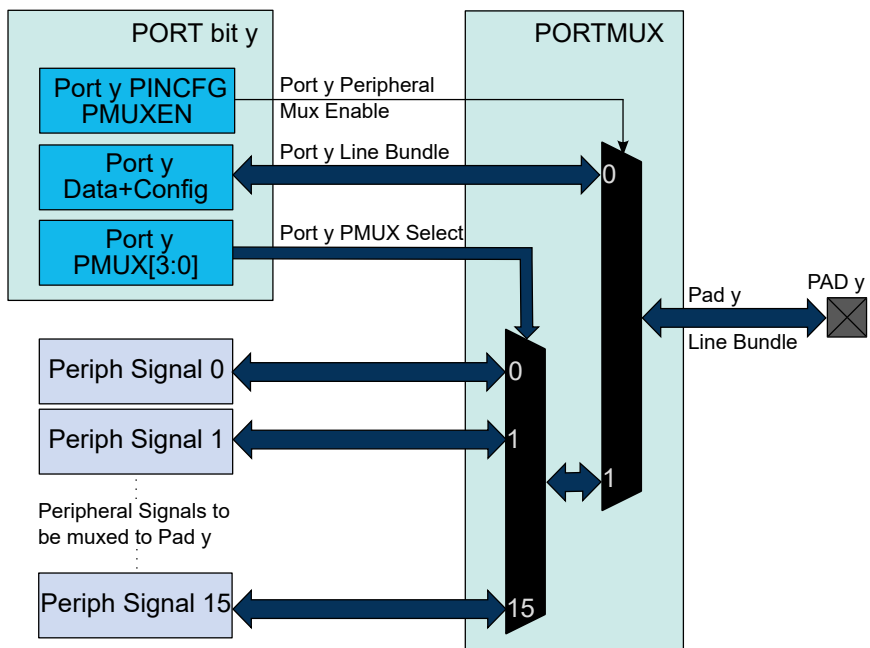 PORT bit y
PORTMUX
Port y PINCFG
PMUXEN
Port y Peripheral
Mux Enable
Port y
Data+Config
Port y Line Bundle
0
Port y
PMUX[3:0]
Port y PMUX Select
Pad y
Line Bundle
PAD y
Periph Signal 0
0
Periph Signal 1
1
1
Peripheral Signals to
be muxed to Pad y
Periph Signal 15
15